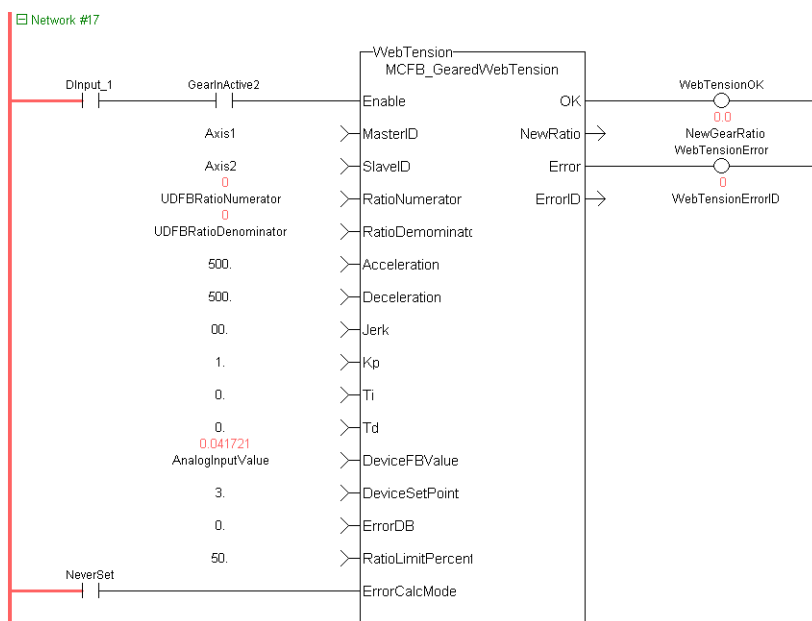 Network #17
WebTension
MCFB_GearedWebTension
DInput_1 GearInActive2 Enable OK WebTensionOK
0.0
Axis1 MasterID NewRatio NewGearRatio
WebTensionError
Axis2 SlaveID Error
0 0
UDFBRatioNumerator RatioNumerator ErrorID WebTensionErrorID
0
UDFBRatioDenominator RatioDemominatc
500. Acceleration
500. Deceleration
00. Jerk
1. Kp
0. Ti
0. Td
0.041721
AnalogInputValue DeviceFBValue
3. DeviceSetPoint
0. ErrorDB
50. RatioLimitPercent
NeverSet ErrorCalcMode